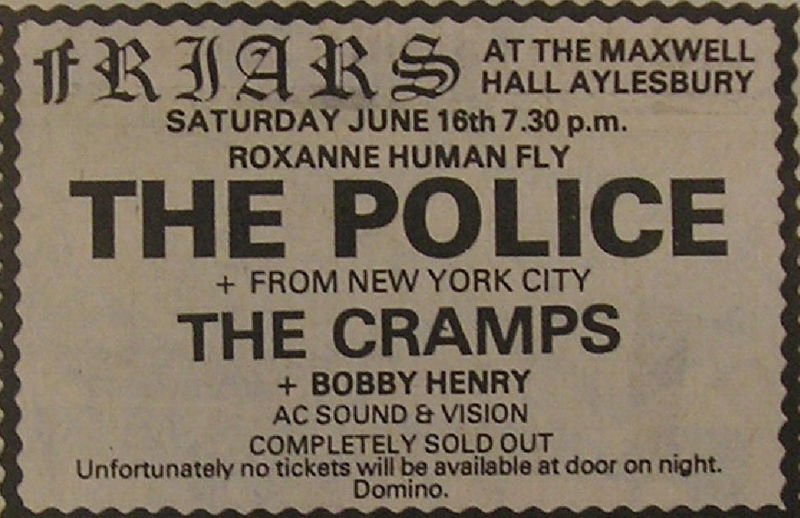 FRIARS AT THE MAXWELL
HALL AYLESBURY
SATURDAY JUNE 16th 7.30 p.m.
ROXANNE HUMAN FLY
THE POLICE
+ FROM NEW YORK CITY
THE CRAMPS
+ BOBBY HENRY
AC SOUND & VISION
COMPLETELY SOLD OUT
Unfortunately no tickets will be available at door on night.
Domino.